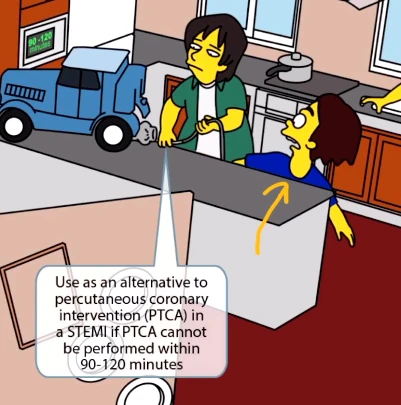 90-120
minutes
Use as an alternative to
percutaneous coronary
intervention (PTCA) in
a STEMI if PTCA cannot
be performed within
90-120 minutes